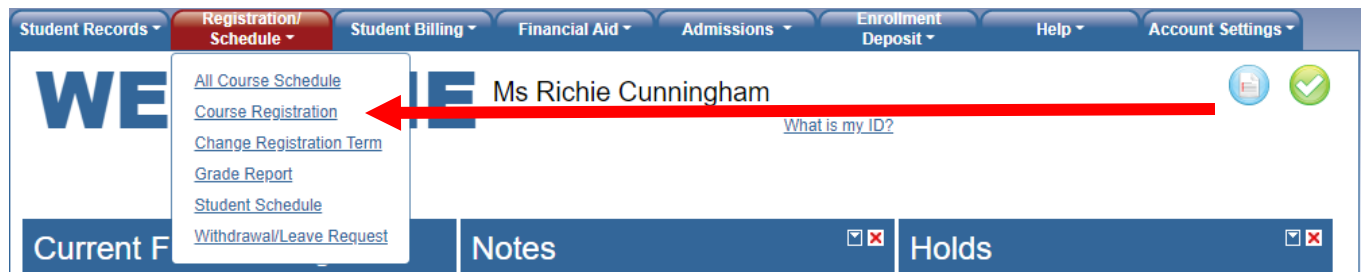 Student Records
Registration/
Schedule
Student Billing
Financial Aid
Admissions
Enrollment
Deposit
Help
Account Settings
All Course Schedule
Course Registration
Change Registration Term
Grade Report
Student Schedule
Withdrawal/Leave Request
WE
E
Ms Richie Cunningham
What is my ID?
Current F
Notes
Holds